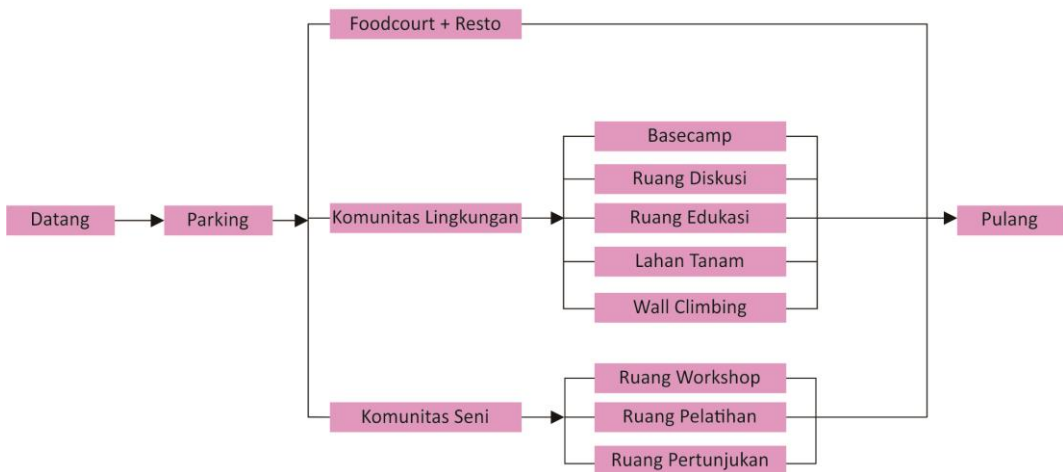 Foodcourt + Resto
Basecamp
Ruang Diskusi
Datang
Parking
Komunitas Lingkungan
Ruang Edukasi
Pulang
Lahan Tanam
Wall Climbing
Ruang Workshop
Komunitas Seni
Ruang Pelatihan
Ruang Pertunjukan